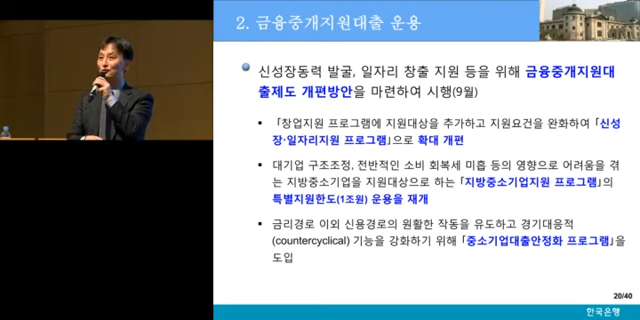 2. 금융중개지원대출 운용
신성장동력 발굴, 일자리 창출 지원 등을 위해 금융중개지원대
출제도 개편방안을 마련하여 시행(9월)
▪ 「창업지원 프로그램에 지원대상을 추가하고 지원요건을 완화하여 「신성
장·일자리지원 프로그램」으로 확대 개편
▪ 대기업 구조조정, 전반적인 소비 회복세 미흡 등의 영향으로 어려움을 겪
는 지방중소기업을 지원대상으로 하는 「지방중소기업지원 프로그램」의
특별지원한도(1조원) 운용을 재개
▪ 금리경로 이외 신용경로의 원활한 작동을 유도하고 경기대응적
(countercyclical) 기능을 강화하기 위해 「중소기업대출안정화 프로그램」을
도입
20/40
한국은행